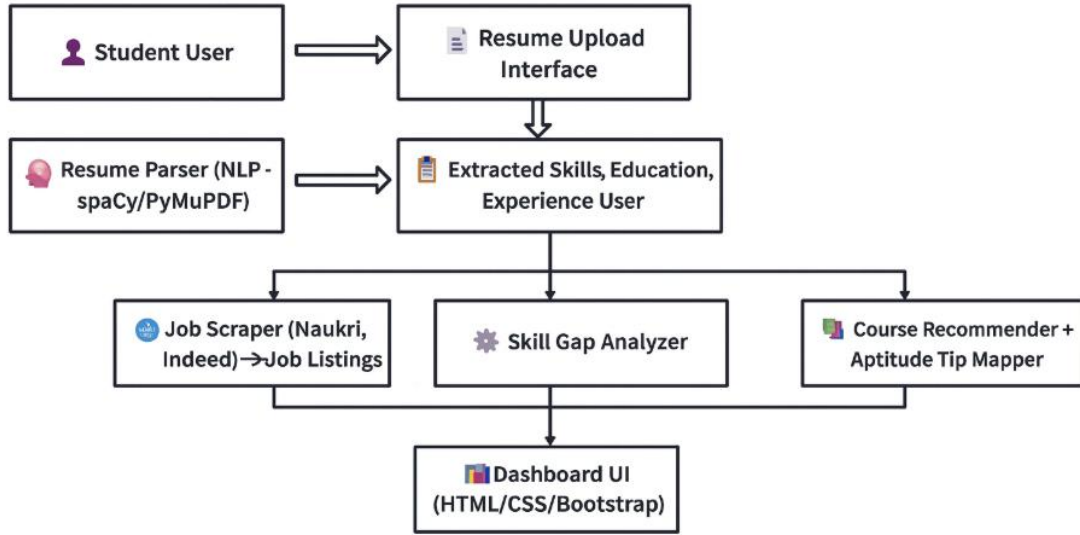 Student User
Resume Upload
Interface
Resume Parser (NLP -
spaCy/PyMuPDF)
Extracted Skills, Education,
Experience User
Job Scraper (Naukri,
Indeed)→Job Listings
Skill Gap Analyzer
Course Recommender +
Aptitude Tip Mapper
Dashboard UI
(HTML/CSS/Bootstrap)